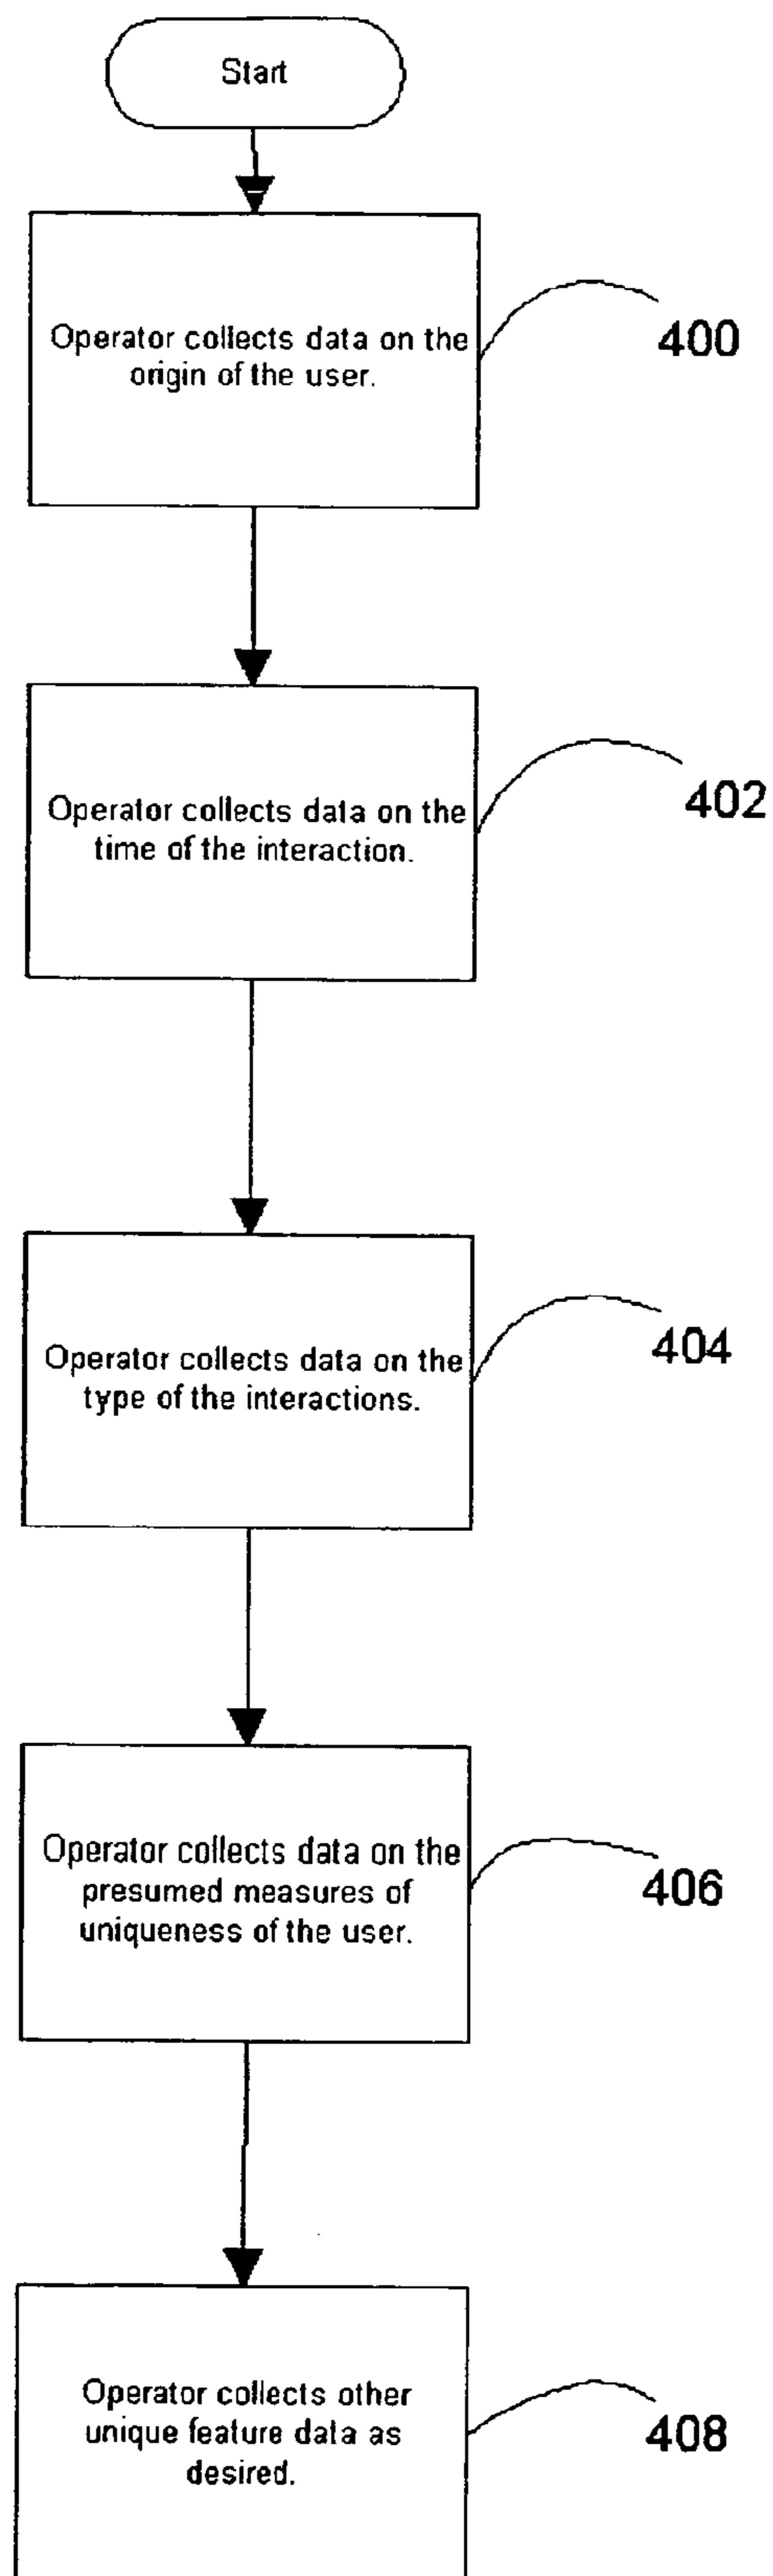 Start
Operator collects data on the
origin of the user.
400
Operator collects data on the
time of the interaction.
402
Operator collects data on the
type of the interactions.
404
Operator collects data on the
presumed measures of
uniqueness of the user.
406
Operator collects other
unique feature data as
desired.
408